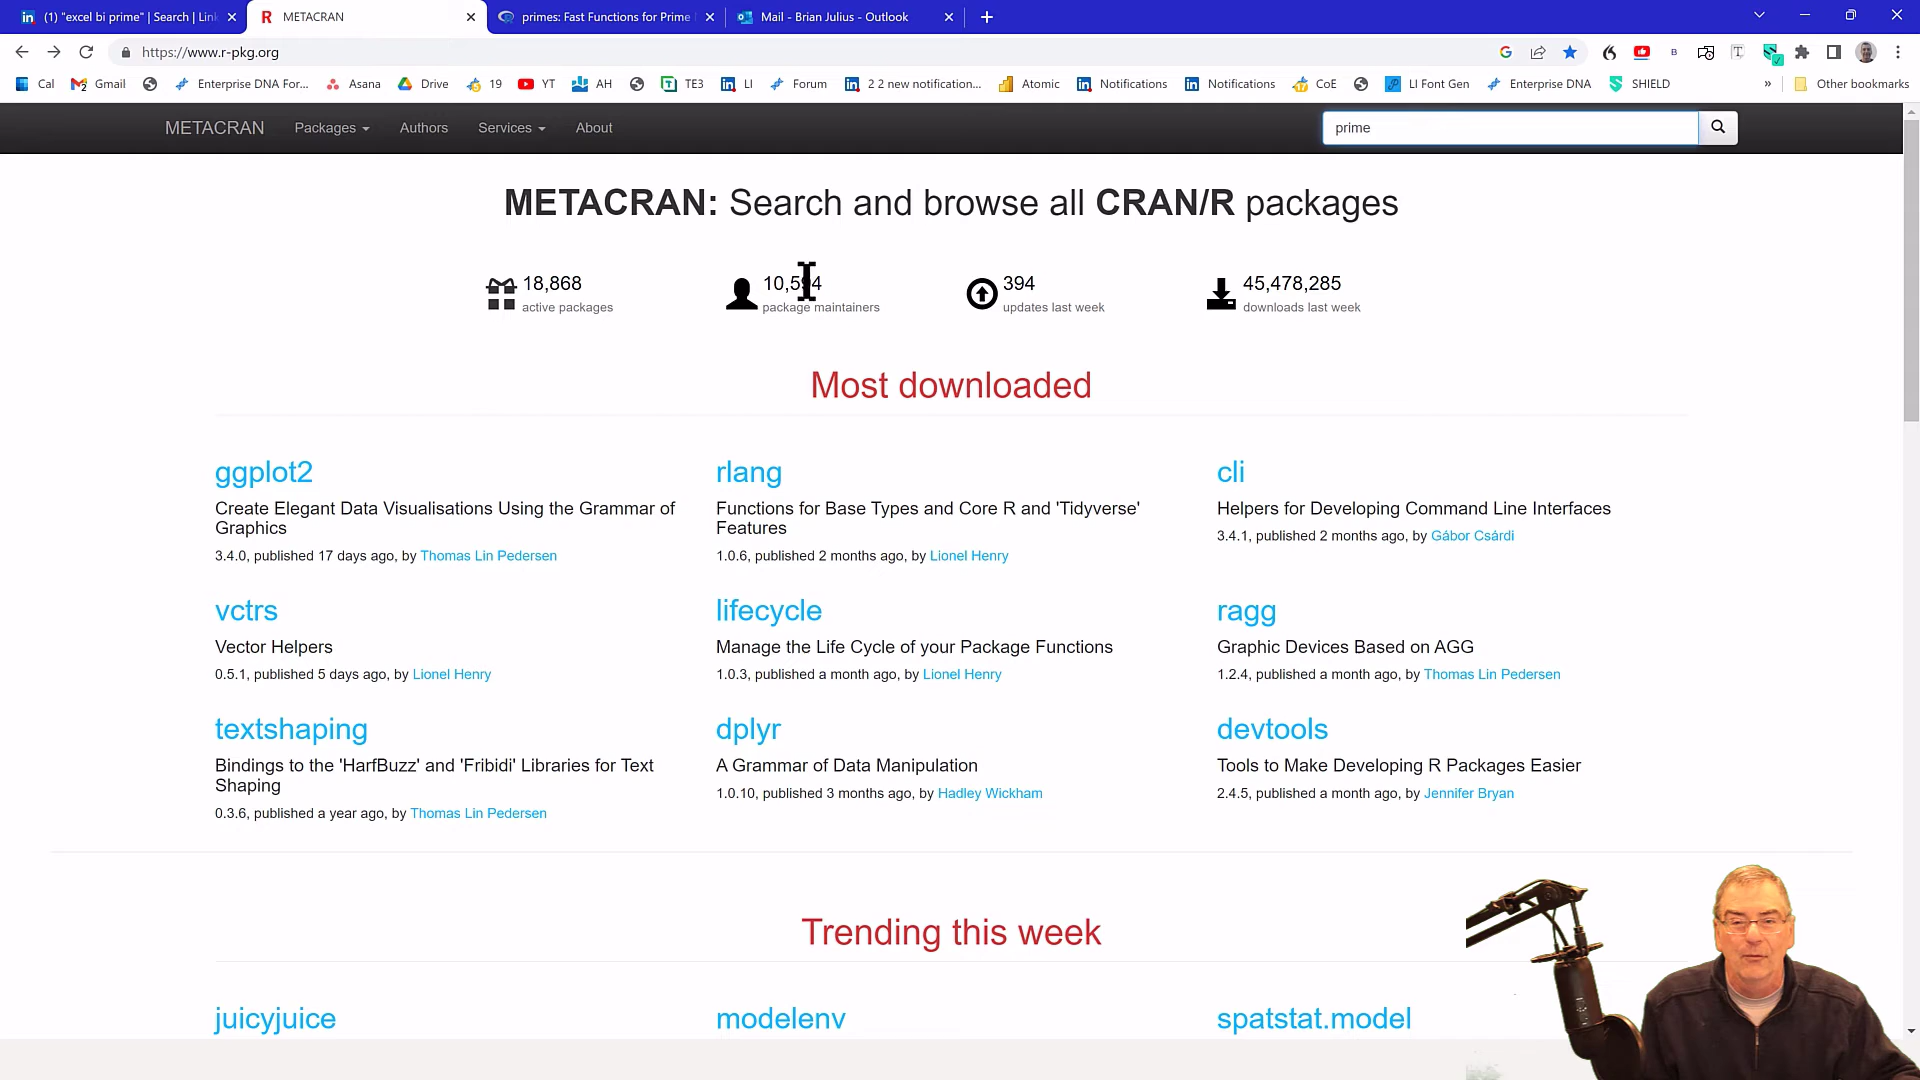 (1) "excel bi prime" | Search | Lin
METACRAN
primes: Fast Functions for Prime
Mail - Brian Julius - Outlook
https://www.r-pkg.org
Cal
Gmail
Enterprise DNA For...
Asana
Drive
19
YT
AH
TE3
LI
Forum
2 2 new notification...
Atomic
Notifications
Notifications
CoE
LI Font Gen
Enterprise DNA
SHIELD
»
Other bookmarks
METACRAN
Packages
Authors
Services
About
prime
METACRAN: Search and browse all CRAN/R packages
18,868
active packages
10,594
package maintainers
394
updates last week
45,478,285
downloads last week
Most downloaded
ggplot2
Create Elegant Data Visualisations Using the Grammar of
Graphics
3.4.0, published 17 days ago, by Thomas Lin Pedersen
rlang
Functions for Base Types and Core R and 'Tidyverse'
Features
1.0.6, published 2 months ago, by Lionel Henry
cli
Helpers for Developing Command Line Interfaces
3.4.1, published 2 months ago, by Gábor Csárdi
vctrs
Vector Helpers
0.5.1, published 5 days ago, by Lionel Henry
lifecycle
Manage the Life Cycle of your Package Functions
1.0.3, published a month ago, by Lionel Henry
ragg
Graphic Devices Based on AGG
1.2.4, published a month ago, by Thomas Lin Pedersen
textshaping
Bindings to the 'HarfBuzz' and 'Fribidi' Libraries for Text
Shaping
0.3.6, published a year ago, by Thomas Lin Pedersen
dplyr
A Grammar of Data Manipulation
1.0.10, published 3 months ago, by Hadley Wickham
devtools
Tools to Make Developing R Packages Easier
2.4.5, published a month ago, by Jennifer Bryan
Trending this week
juicyjuice
modelenv
spatstat.model